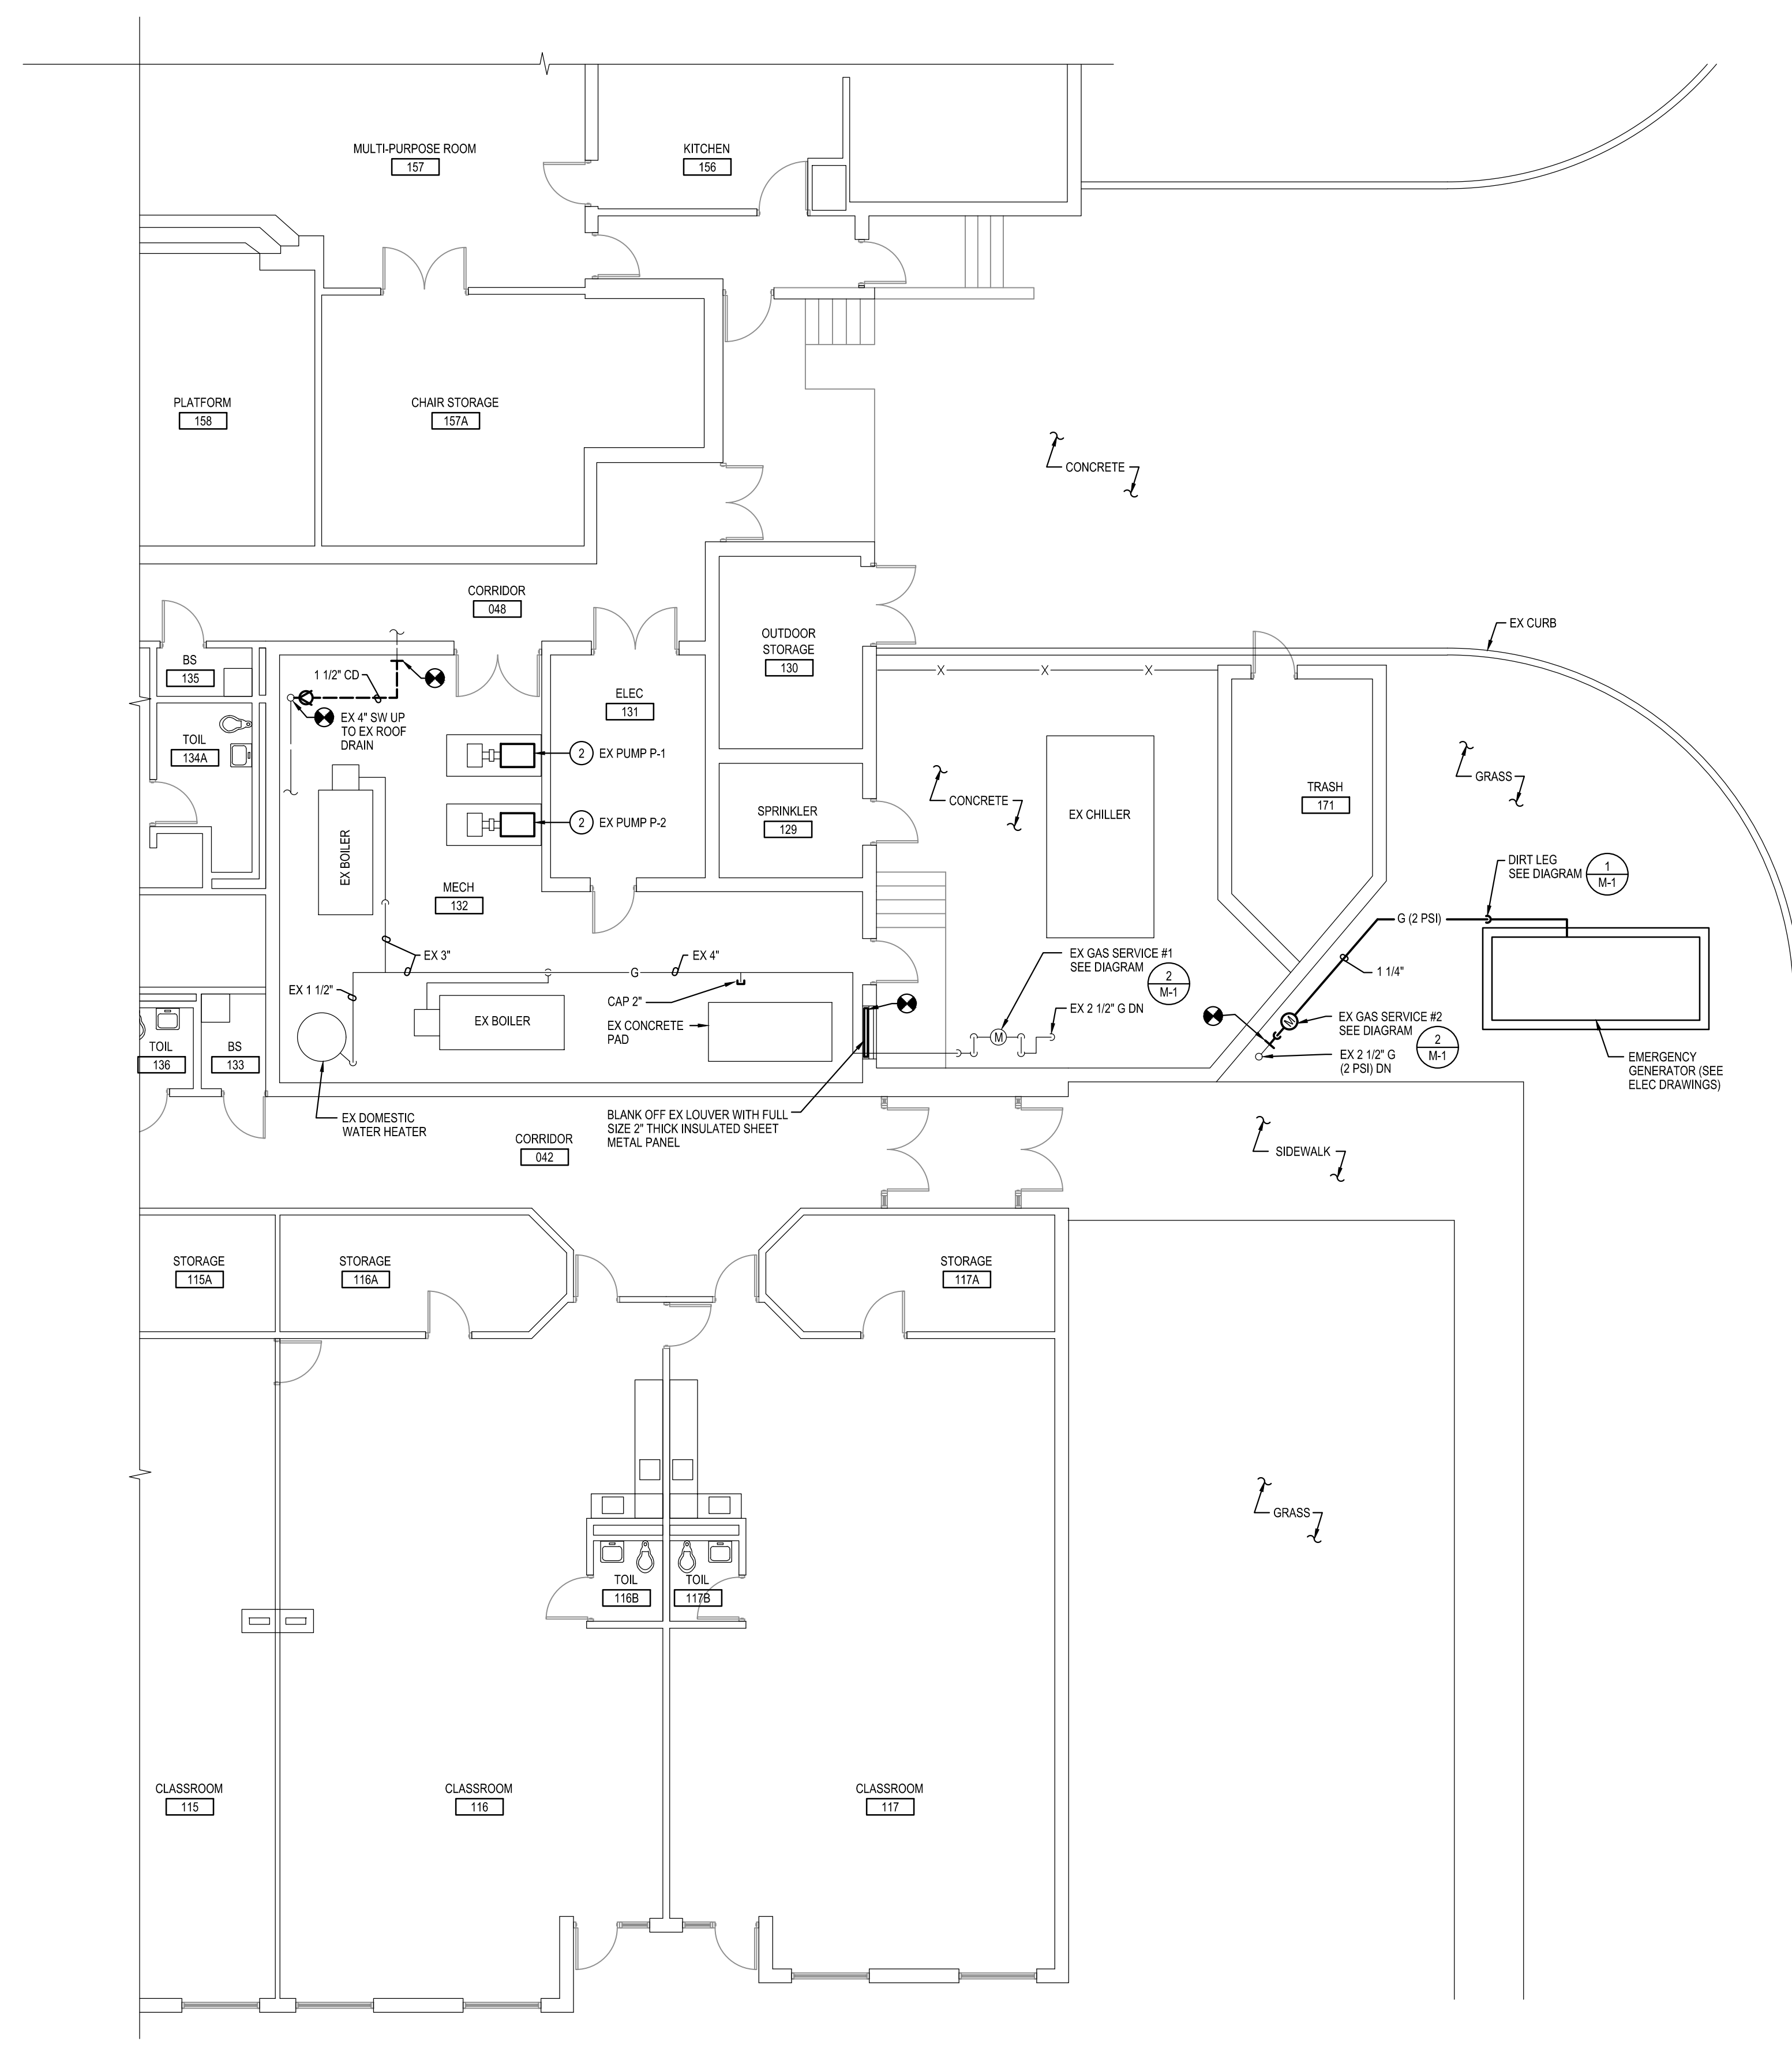 MULTI-PURPOSE ROOM
157
KITCHEN
156
PLATFORM
158
CHAIR STORAGE
157A
CONCRETE
CORRIDOR
048
BS
135
1 1/2" CD
EX 4" SW UP
TO EX ROOF
DRAIN
TOIL
134A
ELEC
131
OUTDOOR
STORAGE
130
EX CURB
2
EX PUMP P-1
2
EX PUMP P-2
SPRINKLER
129
CONCRETE
EX CHILLER
TRASH
171
GRASS
X
X
X
EX BOILER
MECH
132
DIRT LEG
SEE DIAGRAM
1
M-1
G (2 PSI)
1 1/4"
EX 3"
EX 1 1/2"
G
EX 4"
CAP 2"
EX CONCRETE
PAD
EX BOILER
EX GAS SERVICE #1
SEE DIAGRAM
2
M-1
EX 2 1/2" G DN
M
M
EX GAS SERVICE #2
SEE DIAGRAM
2
M-1
EX 2 1/2" G
(2 PSI) DN
EMERGENCY
GENERATOR (SEE
ELEC DRAWINGS)
TOIL
136
BS
133
EX DOMESTIC
WATER HEATER
BLANK OFF EX LOUVER WITH FULL
SIZE 2" THICK INSULATED SHEET
METAL PANEL
CORRIDOR
042
SIDEWALK
STORAGE
115A
STORAGE
116A
STORAGE
117A
GRASS
TOIL
116B
TOIL
117B
CLASSROOM
115
CLASSROOM
116
CLASSROOM
117